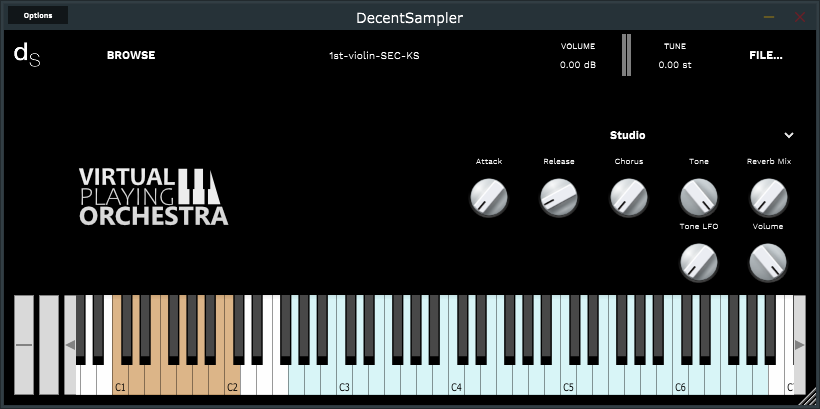 Options
DecentSampler
ds
BROWSE
1st-violin-SEC-KS
VOLUME
0.00 dB
TUNE
0.00 st
FILE...
Studio
Attack
Release
Chorus
Tone
Reverb Mix
Tone LFO
Volume
VIRTUAL
PLAYING
ORCHESTRA
C1
C2
C3
C4
C5
C6